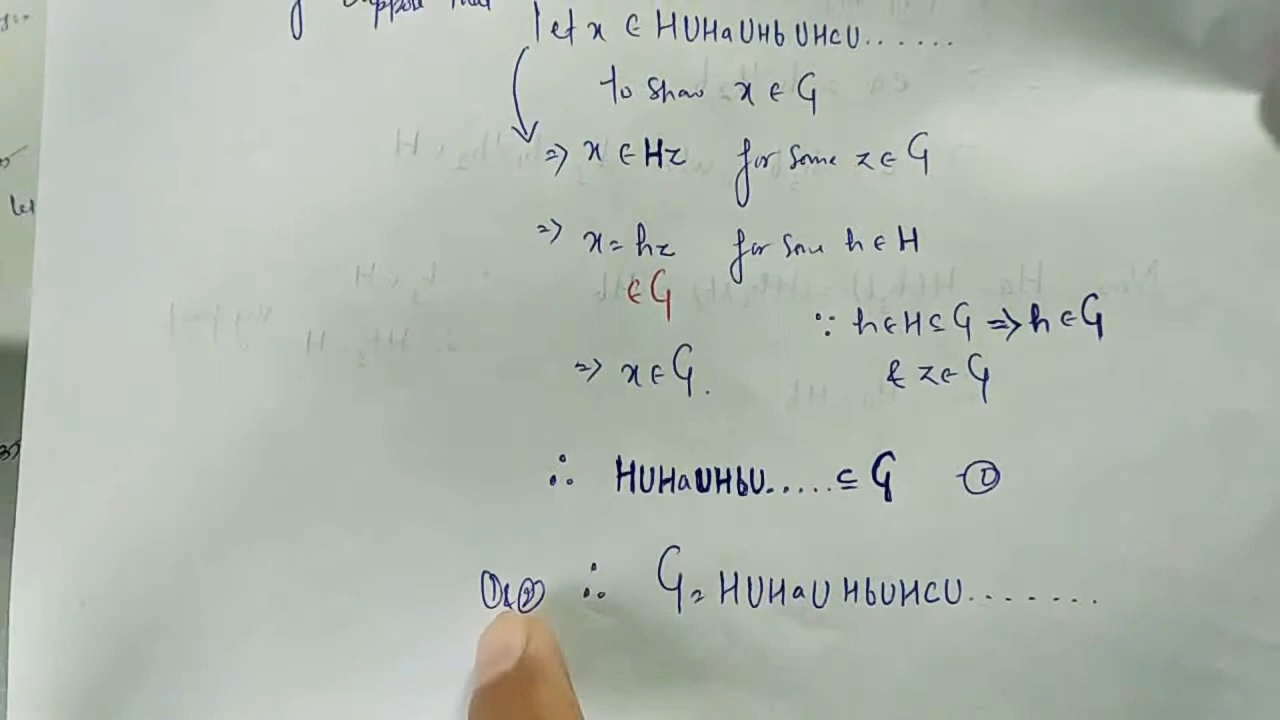 let x ∈ HUHaUHbUHcU......
to show x ∈ G
⇒ x ∈ Hz for some z ∈ G
⇒ x = hz for some h ∈ H
∈ G
∵ h ∈ H ⊆ G ⇒ h ∈ G
⇒ x ∈ G.
& z ∈ G
∴ HUHaUHbU..... ⊆ G ①
①&② ∴ G = HUHaUHbUHcU........